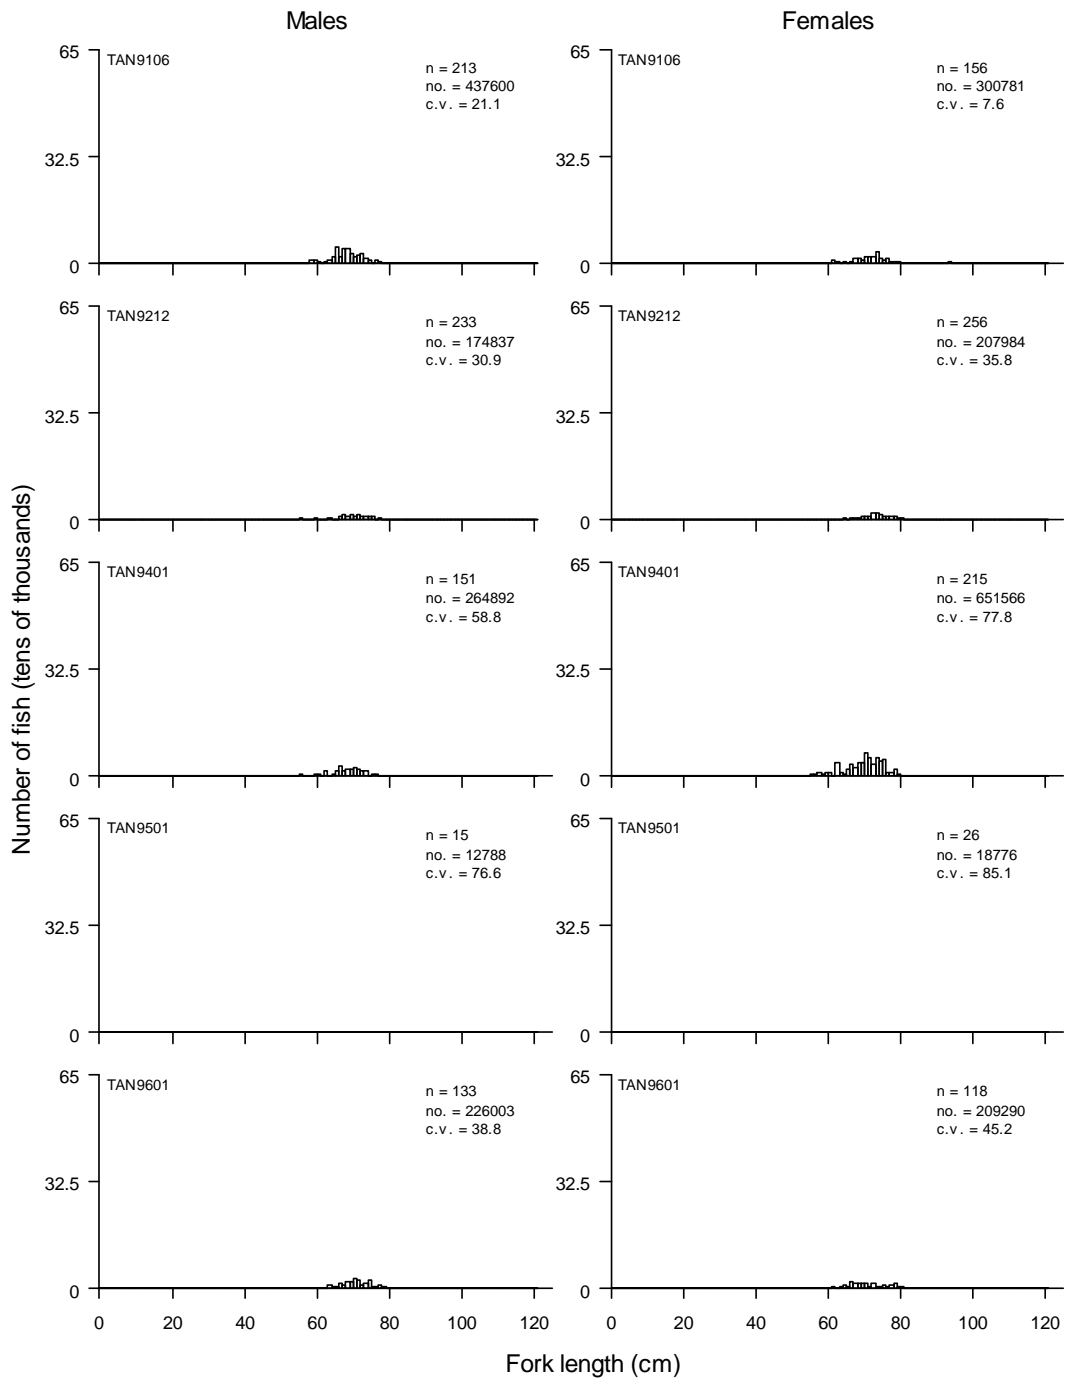 Males
Females
65
TAN9106
n = 213
no. = 437600
c.v. = 21.1
32.5
0
65
TAN9106
n = 156
no. = 300781
c.v. = 7.6
32.5
0
65
TAN9212
n = 233
no. = 174837
c.v. = 30.9
32.5
0
65
TAN9212
n = 256
no. = 207984
c.v. = 35.8
32.5
0
Number of fish (tens of thousands)
65
TAN9401
n = 151
no. = 264892
c.v. = 58.8
32.5
0
65
TAN9401
n = 215
no. = 651566
c.v. = 77.8
32.5
0
65
TAN9501
n = 15
no. = 12788
c.v. = 76.6
32.5
0
65
TAN9501
n = 26
no. = 18776
c.v. = 85.1
32.5
0
65
TAN9601
n = 133
no. = 226003
c.v. = 38.8
32.5
0
65
TAN9601
n = 118
no. = 209290
c.v. = 45.2
32.5
0
0 20 40 60 80 100 120
0 20 40 60 80 100 120
Fork length (cm)